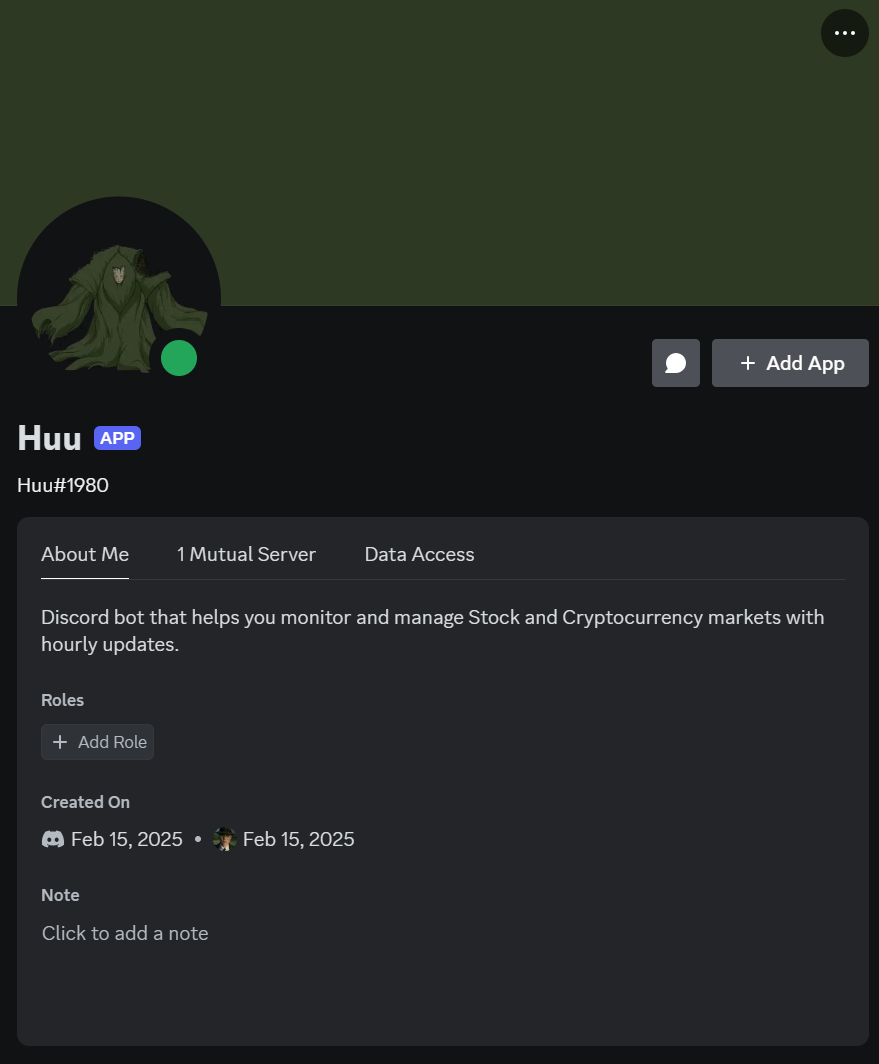 Add App
Huu APP
Huu#1980
About Me 1 Mutual Server Data Access
Discord bot that helps you monitor and manage Stock and Cryptocurrency markets with
hourly updates.
Roles
Add Role
Created On
Feb 15, 2025 • Feb 15, 2025
Note
Click to add a note